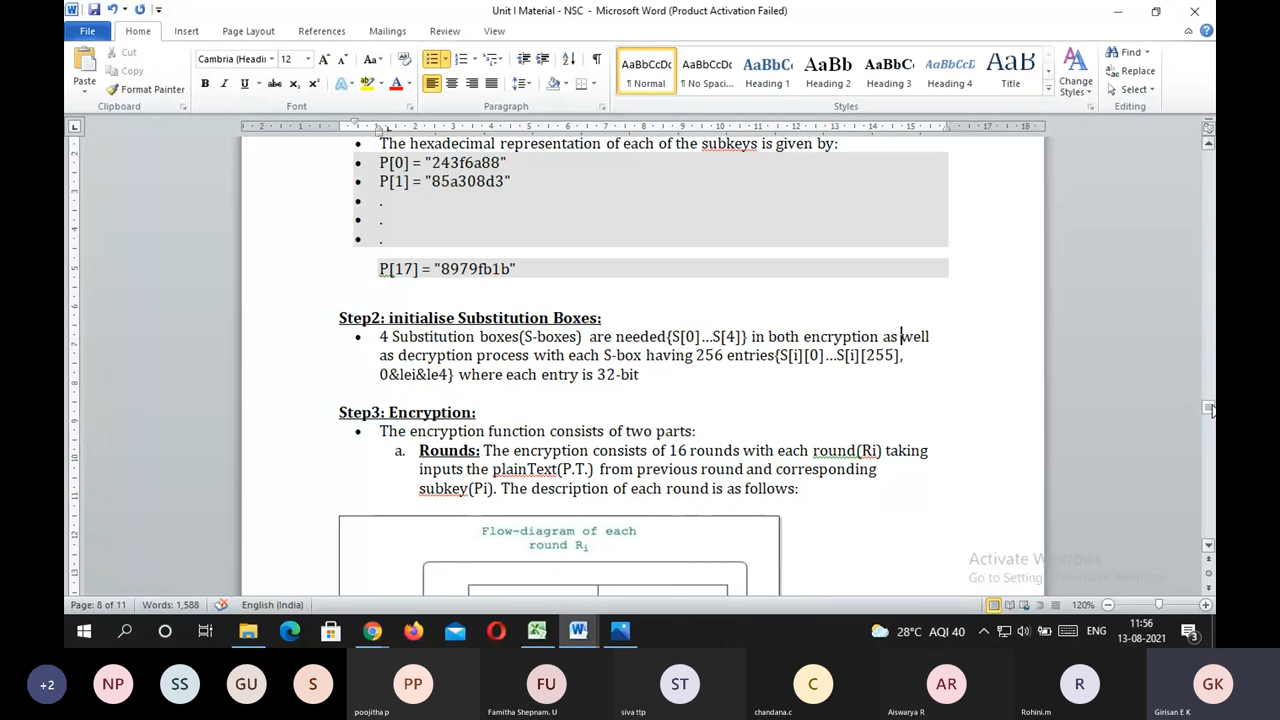 Unit I Material - NSC - Microsoft Word (Product Activation Failed)
File Home Insert Page Layout References Mailings Review View
Paste Cut Copy Format Painter
Cambria (Headi 12
AaBbCcDc AaBbCcDc AaBbC AaBb AaBbC AaBbCcD AaB
¶ Normal ¶ No Spaci... Heading 1 Heading 2 Heading 3 Heading 4 Title
Change Styles
Find Replace Select
Clipboard Font Paragraph Styles Editing
• The hexadecimal representation of each of the subkeys is given by:
• P[0] = "243f6a88"
• P[1] = "85a308d3"
• .
• .
• .
P[17] = "8979fb1b"
Step2: initialise Substitution Boxes:
• 4 Substitution boxes(S-boxes) are needed{S[0]...S[4]} in both encryption as well
as decryption process with each S-box having 256 entries{S[i][0]...S[i][255],
0&lei&le4} where each entry is 32-bit
Step3: Encryption:
• The encryption function consists of two parts:
a. Rounds: The encryption consists of 16 rounds with each round(Ri) taking
inputs the plainText(P.T.) from previous round and corresponding
subkey(Pi). The description of each round is as follows:
Flow-diagram of each
round Ri
Activate Windows
Go to Settings
Page: 8 of 11 Words: 1,588 English (India) 120%
28°C AQI 40 ENG 11:56
13-08-2021 3
+2 NP SS GU S PP FU ST C AR R GK
poojitha p Famitha Shepnam. U siva ttp chandana.c Aiswarya R Rohini.m Girisan E K